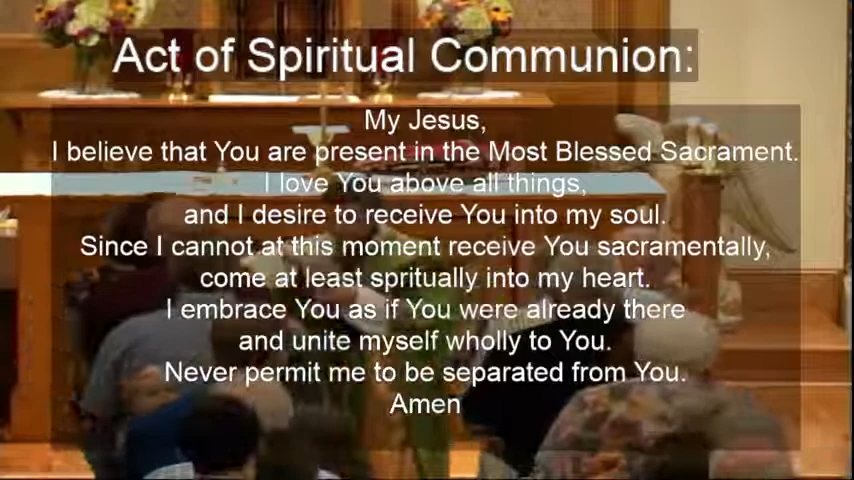 Act of Spiritual Communion:
My Jesus,
I believe that You are present in the Most Blessed Sacrament.
I love You above all things,
and I desire to receive You into my soul.
Since I cannot at this moment receive You sacramentally,
come at least spritually into my heart.
I embrace You as if You were already there
and unite myself wholly to You.
Never permit me to be separated from You.
Amen